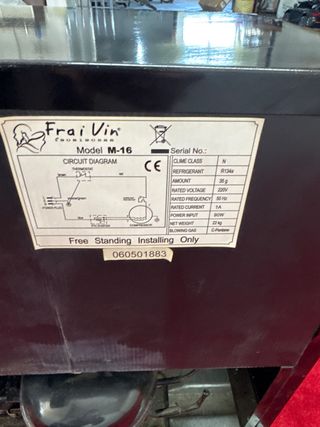 Frai Vin
Model M-16
Serial No.:
CIRCUIT DIAGRAM
THERMOSTAT
CE
CLIME CLASS N
REFRIGERANT R134a
AMOUNT 35 g
RATED VOLTAGE 220V
RATED FREQUENCY 50 Hz
RATED CURRENT 1A
POWER INPUT 90W
NET WEIGHT 22 kg
BLOWING GAS C-Pentane
Free Standing Installing Only
060501883